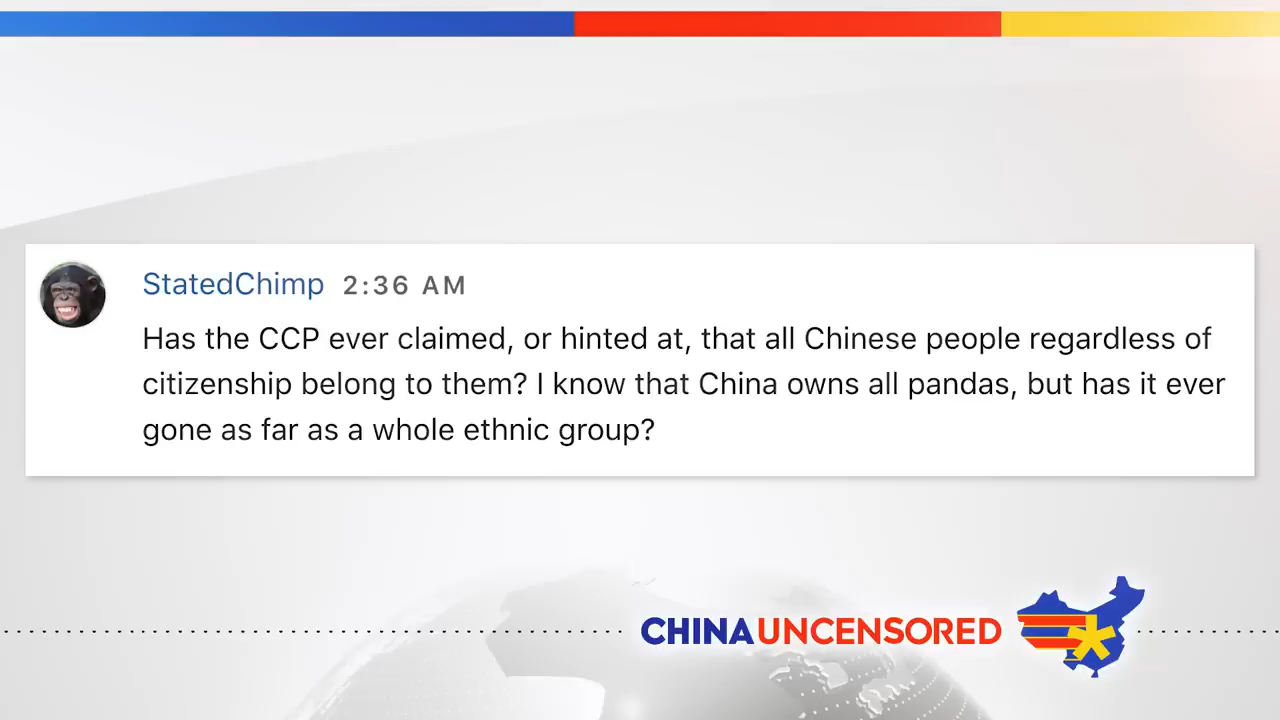 StatedChimp 2:36 AM
Has the CCP ever claimed, or hinted at, that all Chinese people regardless of
citizenship belong to them? I know that China owns all pandas, but has it ever
gone as far as a whole ethnic group?
CHINA UNCENSORED